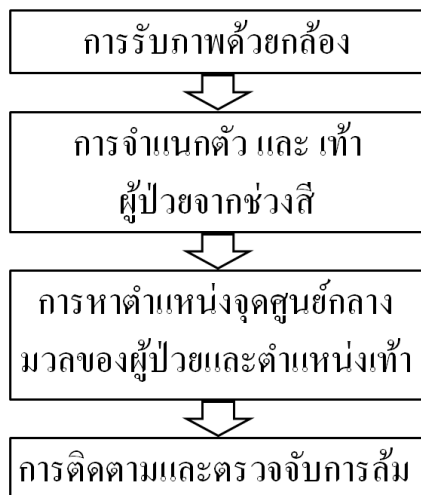 การรับภาพด้วยกล้อง
การจำแนกตัว และ เท้า
ผู้ป่วยจากช่วงสี
การหาตำแหน่งจุดศูนย์กลาง
มวลของผู้ป่วยและตำแหน่งเท้า
การติดตามและตรวจจับการล้ม